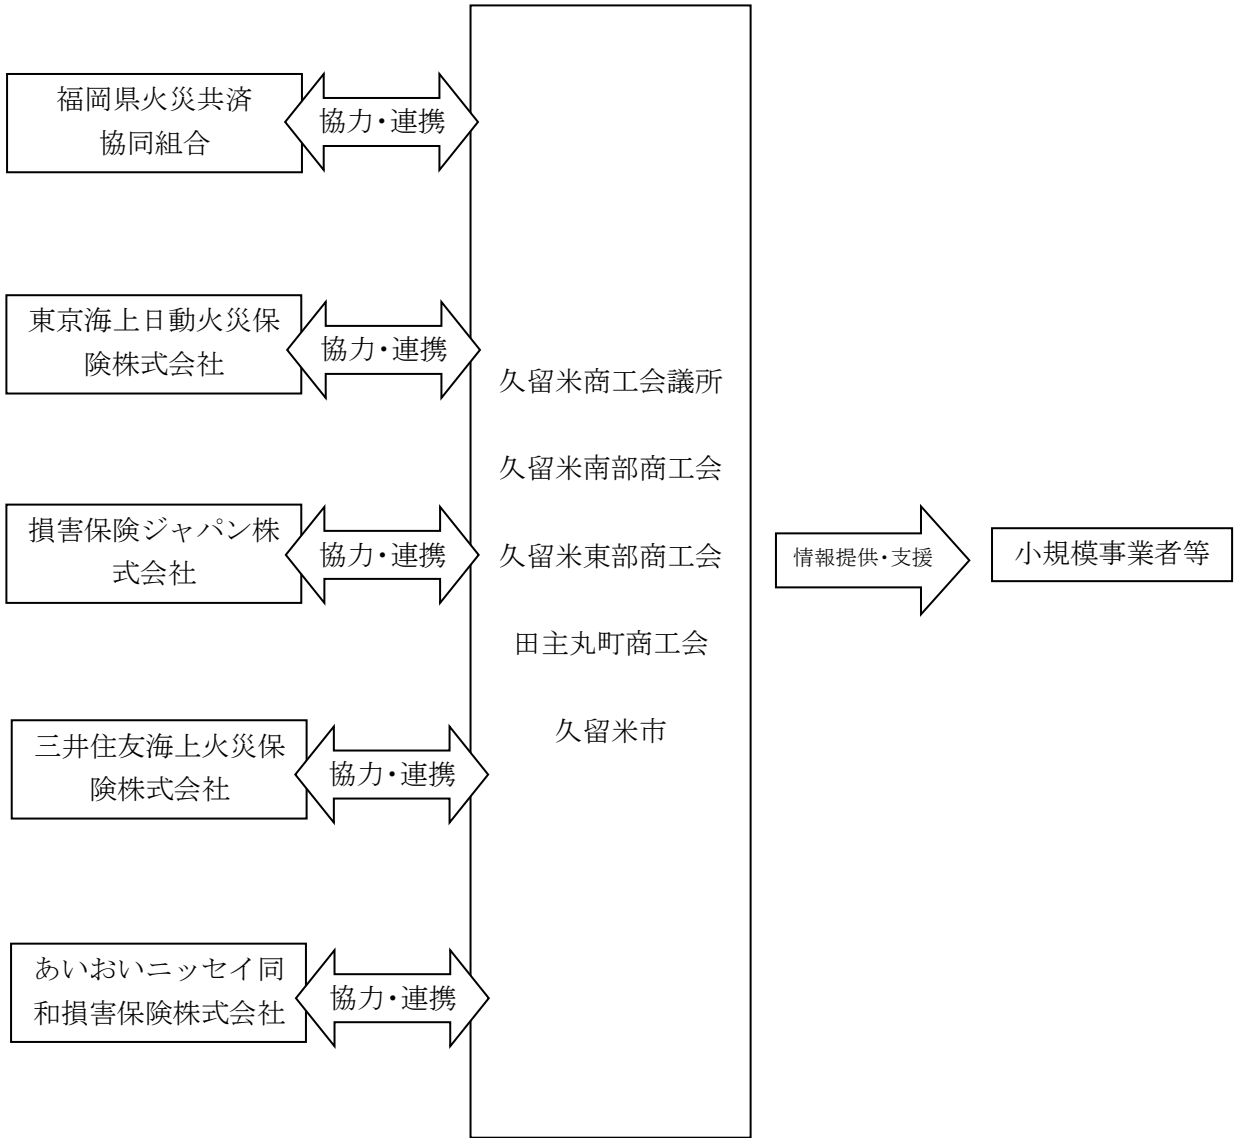 福岡県火災共済
協同組合
協力・連携
東京海上日動火災保
険株式会社
協力・連携
損害保険ジャパン株
式会社
協力・連携
三井住友海上火災保
険株式会社
協力・連携
あいおいニッセイ同
和損害保険株式会社
協力・連携
久留米商工会議所
久留米南部商工会
久留米東部商工会
田主丸町商工会
久留米市
情報提供・支援
小規模事業者等